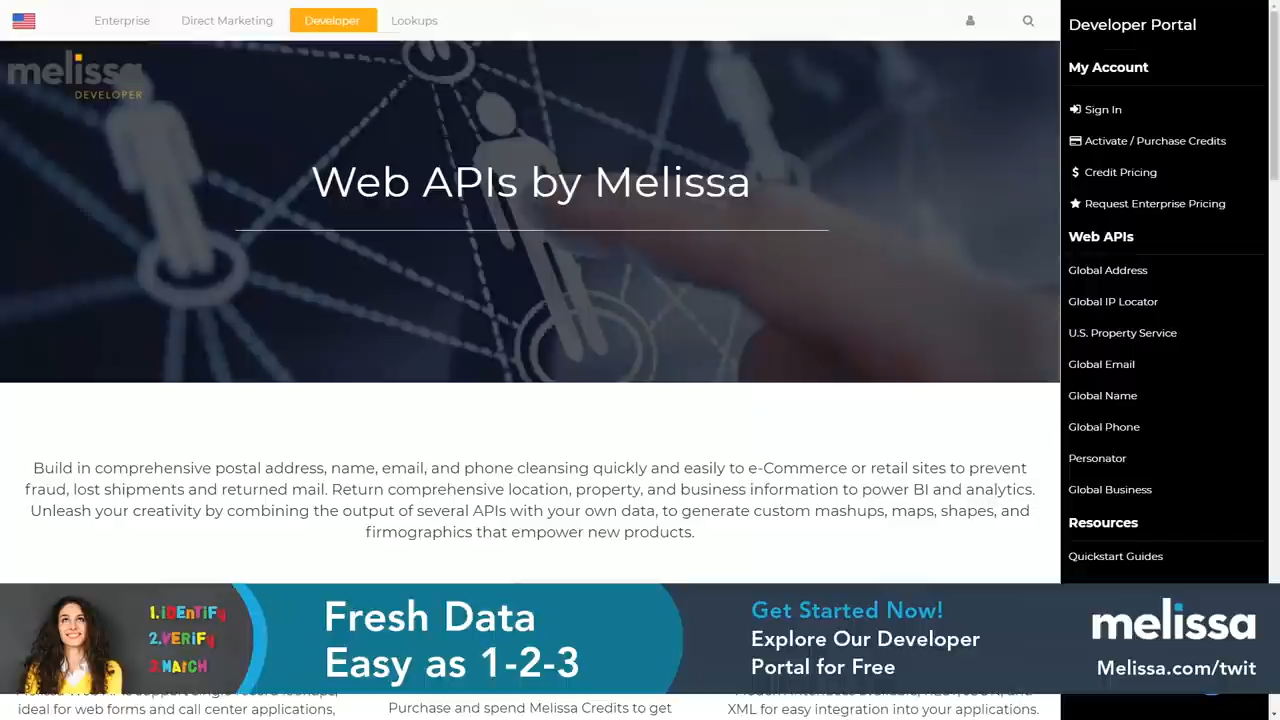 Enterprise
Direct Marketing
Developer
Lookups
melissa
DEVELOPER
Web APIs by Melissa
Build in comprehensive postal address, name, email, and phone cleansing quickly and easily to e-Commerce or retail sites to prevent
fraud, lost shipments and returned mail. Return comprehensive location, property, and business information to power BI and analytics.
Unleash your creativity by combining the output of several APIs with your own data, to generate custom mashups, maps, shapes, and
firmographics that empower new products.
Developer Portal
My Account
Sign In
Activate / Purchase Credits
Credit Pricing
Request Enterprise Pricing
Web APIs
Global Address
Global IP Locator
U.S. Property Service
Global Email
Global Name
Global Phone
Personator
Global Business
Resources
Quickstart Guides
1.iDEnTiFy
2.VERiFy
3.MATCH
Fresh Data
Easy as 1-2-3
Get Started Now!
Explore Our Developer
Portal for Free
melissa
Melissa.com/twit
ideal for web forms and call center applications,
Purchase and spend Melissa Credits to get
XML for easy integration into your applications.